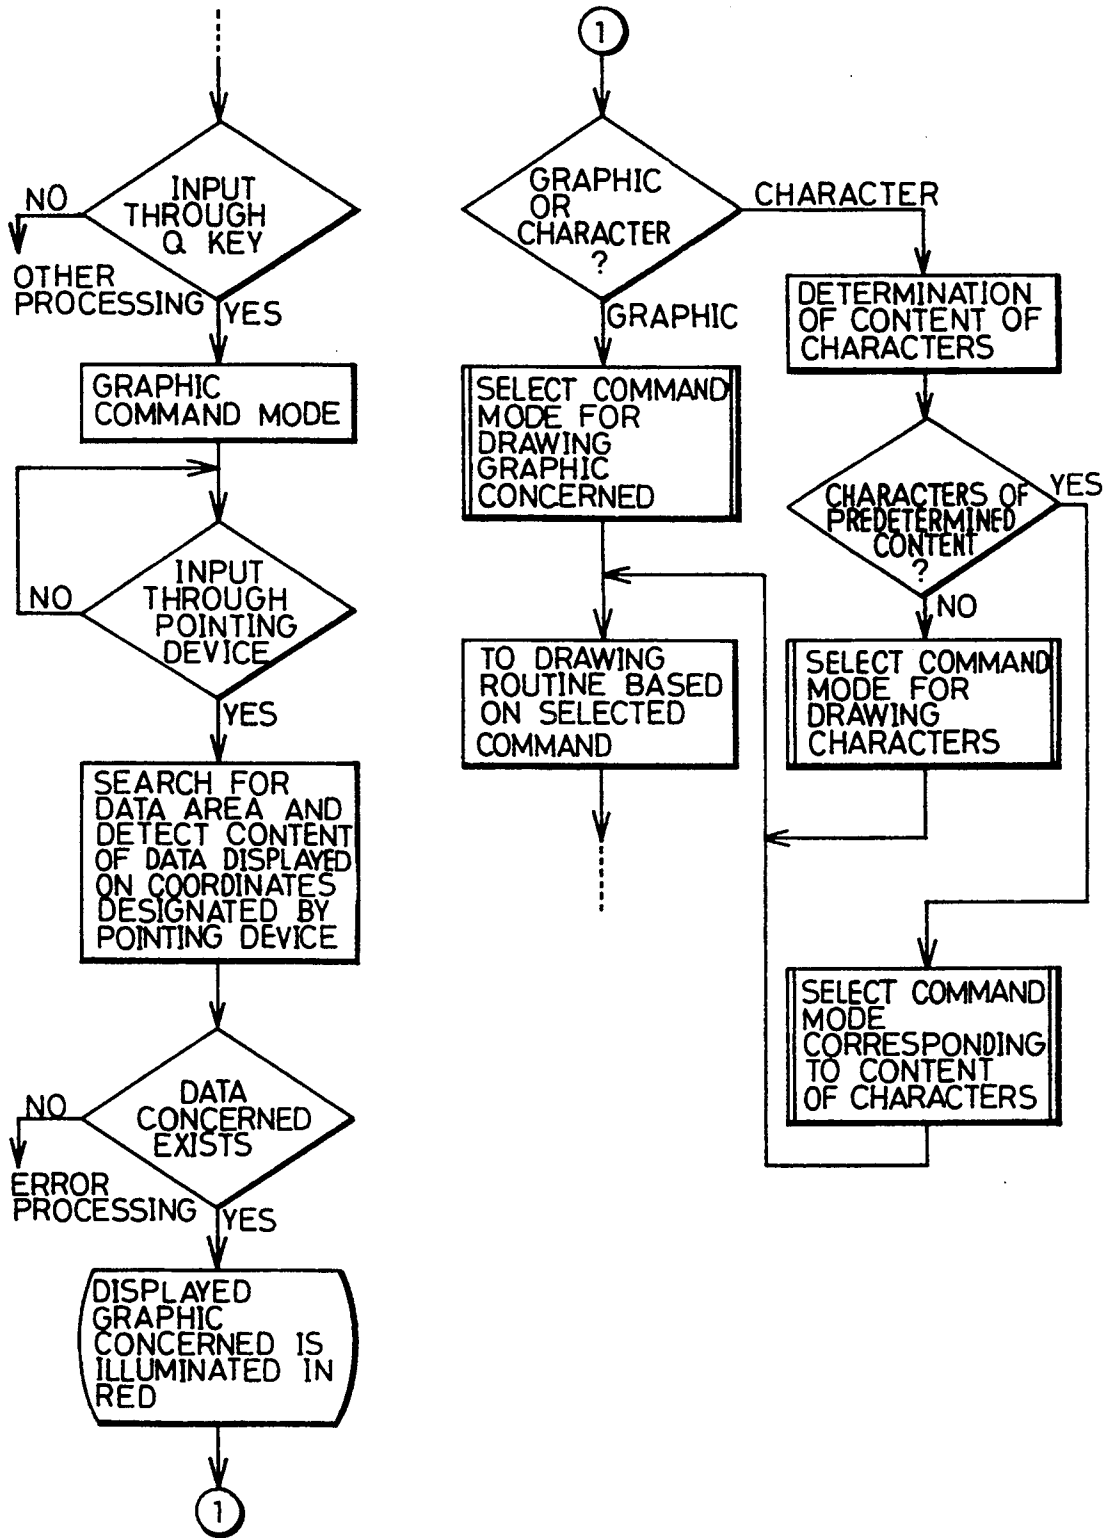 INPUT
THROUGH
Q KEY
NO
OTHER
PROCESSING
YES
GRAPHIC
COMMAND MODE
INPUT
THROUGH
POINTING
DEVICE
NO
YES
SEARCH FOR
DATA AREA AND
DETECT CONTENT
OF DATA DISPLAYED
ON COORDINATES
DESIGNATED BY
POINTING DEVICE
DATA
CONCERNED
EXISTS
NO
ERROR
PROCESSING
YES
DISPLAYED
GRAPHIC
CONCERNED IS
ILLUMINATED IN
RED
1
1
GRAPHIC
OR
CHARACTER
?
CHARACTER
GRAPHIC
SELECT COMMAND
MODE FOR
DRAWING
GRAPHIC
CONCERNED
TO DRAWING
ROUTINE BASED
ON SELECTED
COMMAND
DETERMINATION
OF CONTENT OF
CHARACTERS
CHARACTERS OF
PREDETERMINED
CONTENT
?
YES
NO
SELECT COMMAND
MODE FOR
DRAWING
CHARACTERS
SELECT COMMAND
MODE
CORRESPONDING
TO CONTENT
OF CHARACTERS